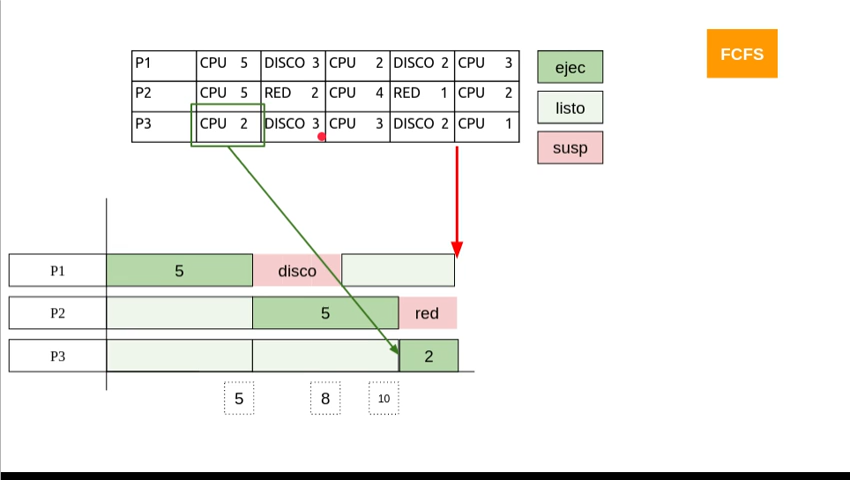 FCFS
P1 CPU 5 DISCO 3 CPU 2 DISCO 2 CPU 3
P2 CPU 5 RED 2 CPU 4 RED 1 CPU 2
P3 CPU 2 DISCO 3 CPU 3 DISCO 2 CPU 1
ejec
listo
susp
P1 5 disco
P2 5 red
P3 2
5 8 10